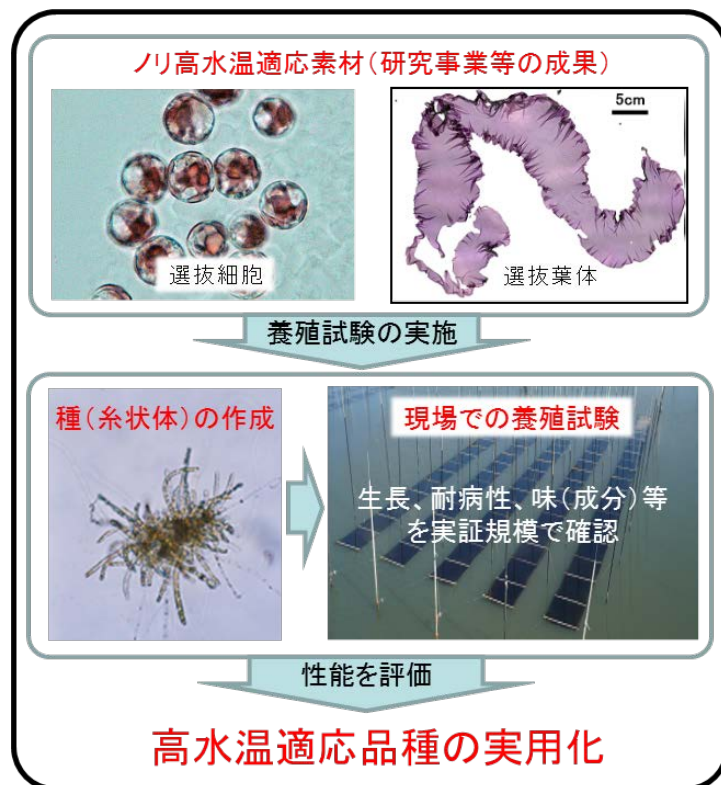 ノリ高水温適応素材(研究事業等の成果)
5cm
選抜細胞
選抜葉体
養殖試験の実施
種(糸状体)の作成
現場での養殖試験
生長、耐病性、味(成分)等
を実証規模で確認
性能を評価
高水温適応品種の実用化